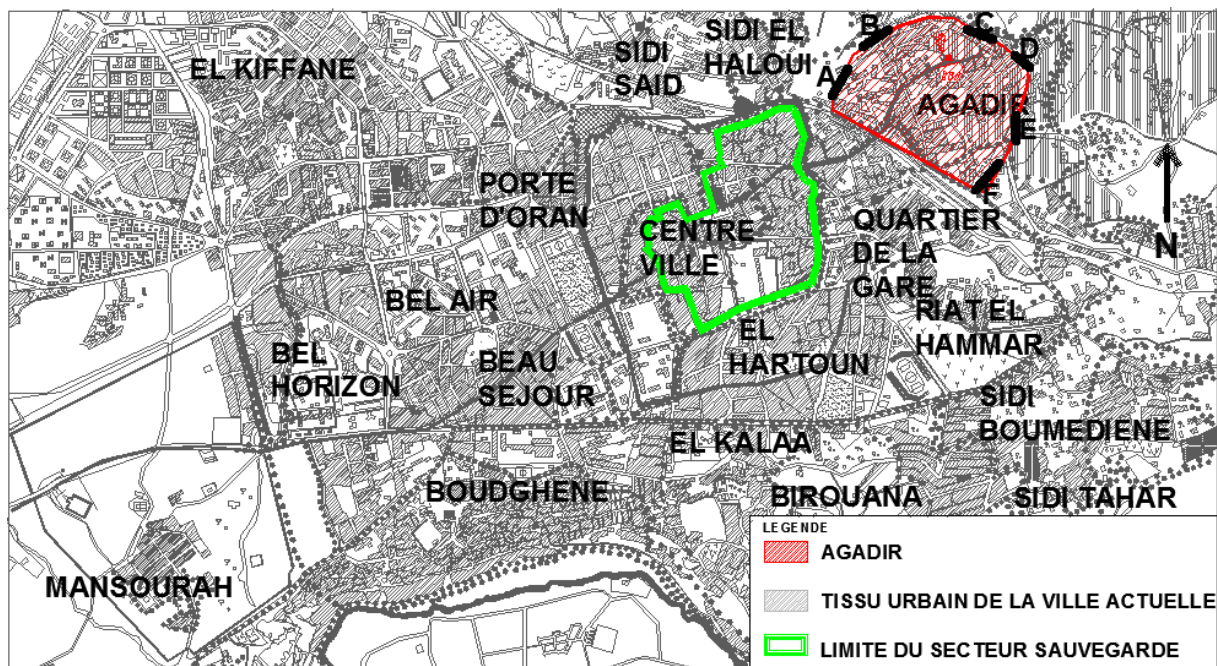 EL KIFFANE
SIDI
SAID
SIDI EL
HALOUI
B
C
D
A
AGADIR
E
F
PORTE
D'ORAN
CENTRE
VILLE
QUARTIER
DE LA
GARE
N
BEL AIR
RIAT EL
HAMMAR
BEL
HORIZON
BEAU
SEJOUR
EL
HARTOUN
SIDI
BOUMEDIENE
EL KALAA
BOUDGHENE
BIROUANA
SIDI TAHAR
MANSOURAH
LEGENDE
AGADIR
TISSU URBAIN DE LA VILLE ACTUELLE
LIMITE DU SECTEUR SAUVEGARDE